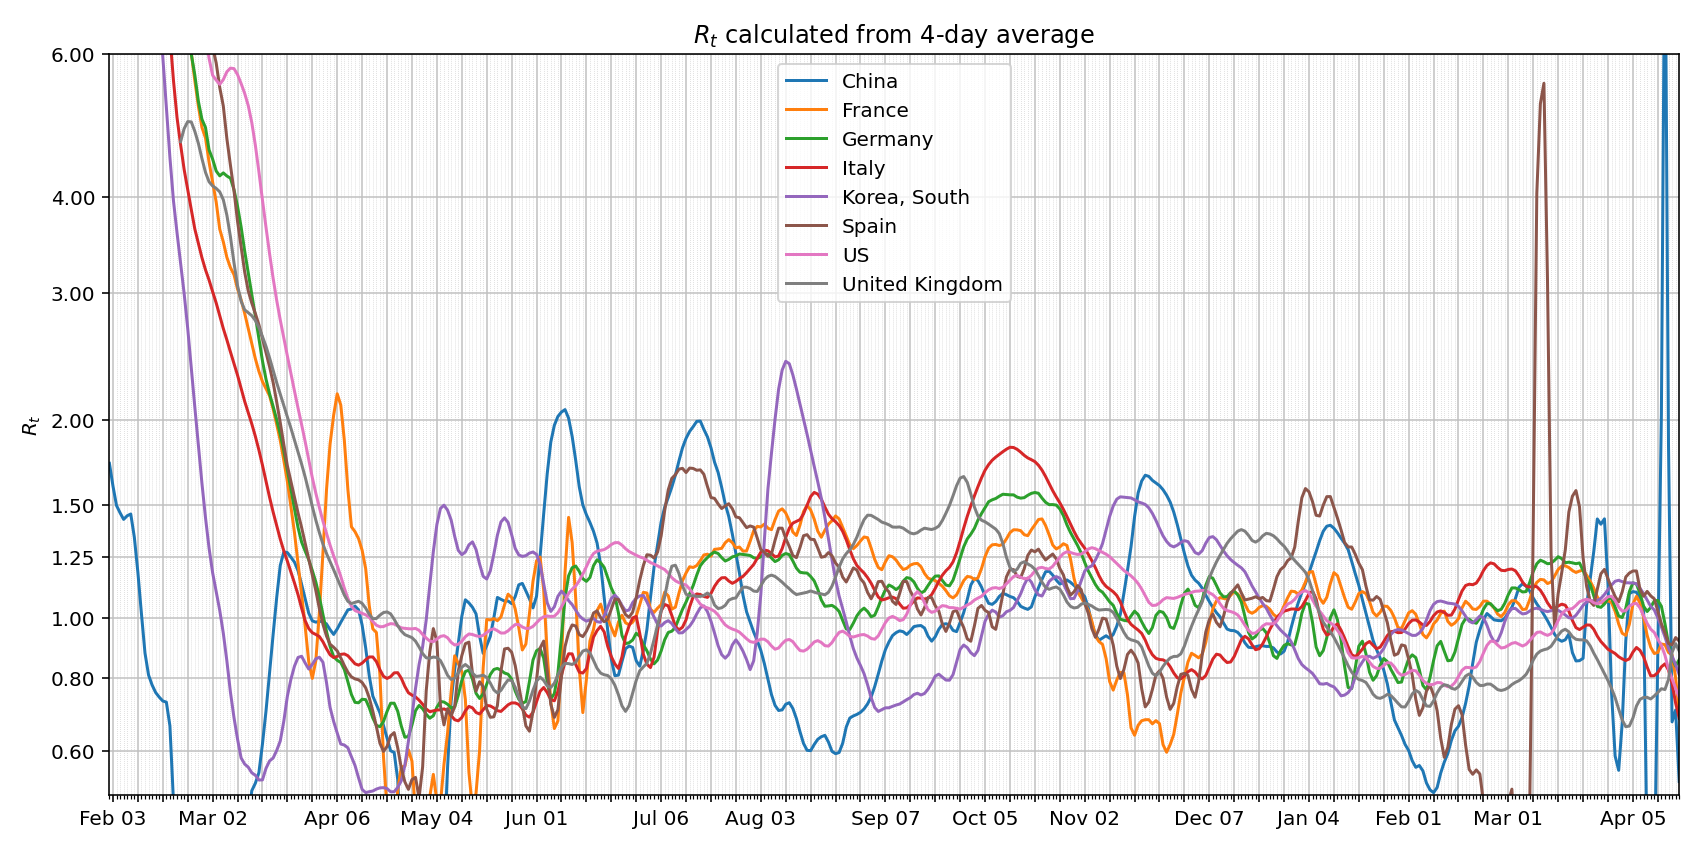 R_t calculated from 4-day average
6.00
4.00
3.00
2.00
1.50
1.25
1.00
0.80
0.60
R_t
China
France
Germany
Italy
Korea, South
Spain
US
United Kingdom
Feb 03 Mar 02 Apr 06 May 04 Jun 01 Jul 06 Aug 03 Sep 07 Oct 05 Nov 02 Dec 07 Jan 04 Feb 01 Mar 01 Apr 05